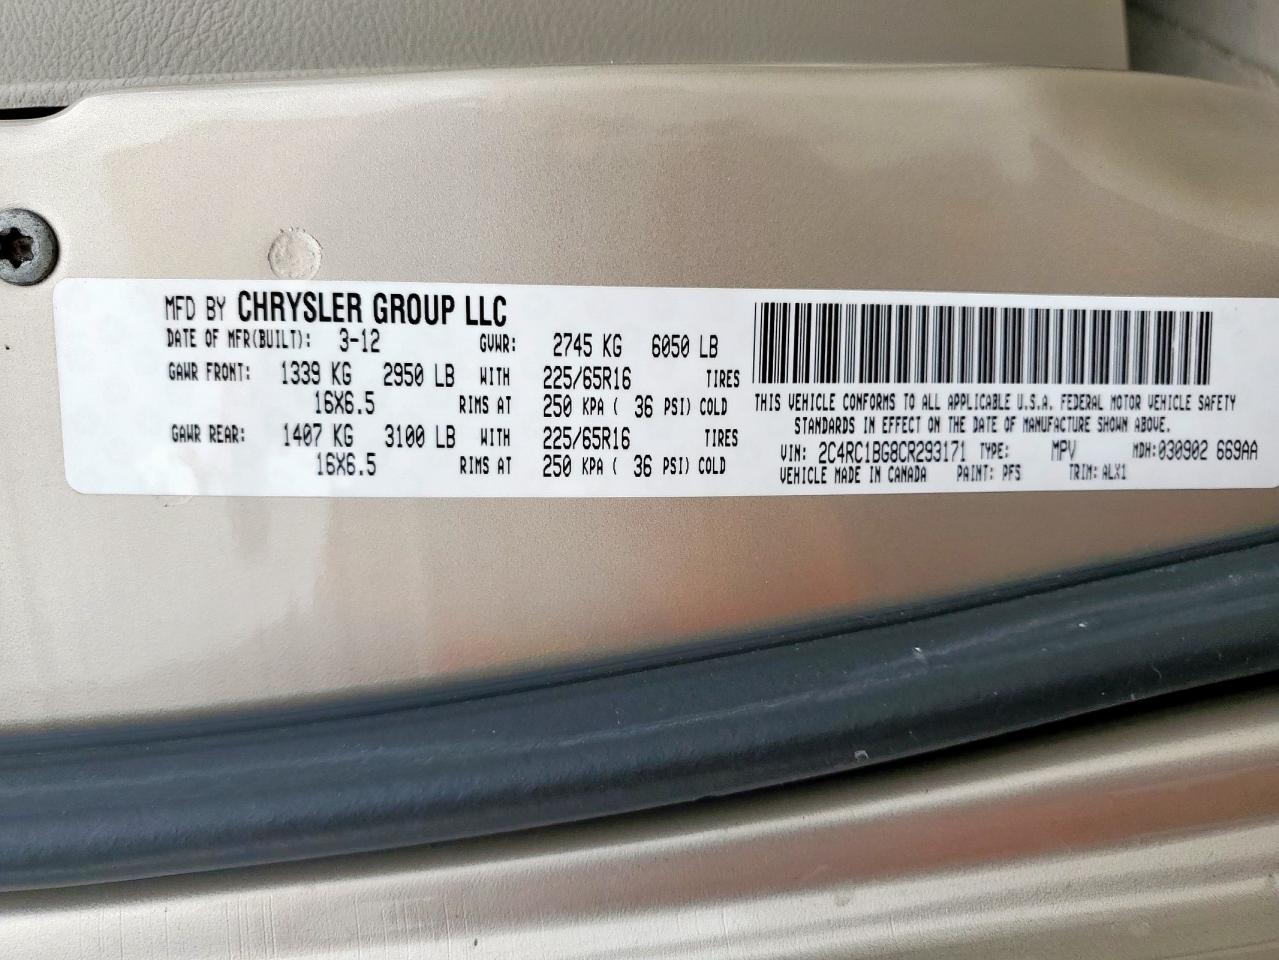 MFD BY CHRYSLER GROUP LLC
DATE OF MFR(BUILT): 3-12 GVWR: 2745 KG 6050 LB
GAWR FRONT: 1339 KG 2950 LB WITH 225/65R16 TIRES
16X6.5 RIMS AT 250 KPA ( 36 PSI) COLD
GAWR REAR: 1407 KG 3100 LB WITH 225/65R16 TIRES
16X6.5 RIMS AT 250 KPA ( 36 PSI) COLD
THIS VEHICLE CONFORMS TO ALL APPLICABLE U.S.A. FEDERAL MOTOR VEHICLE SAFETY
STANDARDS IN EFFECT ON THE DATE OF MANUFACTURE SHOWN ABOVE.
VIN: 2C4RC1BG8CR293171 TYPE: MPV MDH:030902 669AA
VEHICLE MADE IN CANADA PAINT: PFS TRIM: ALX1